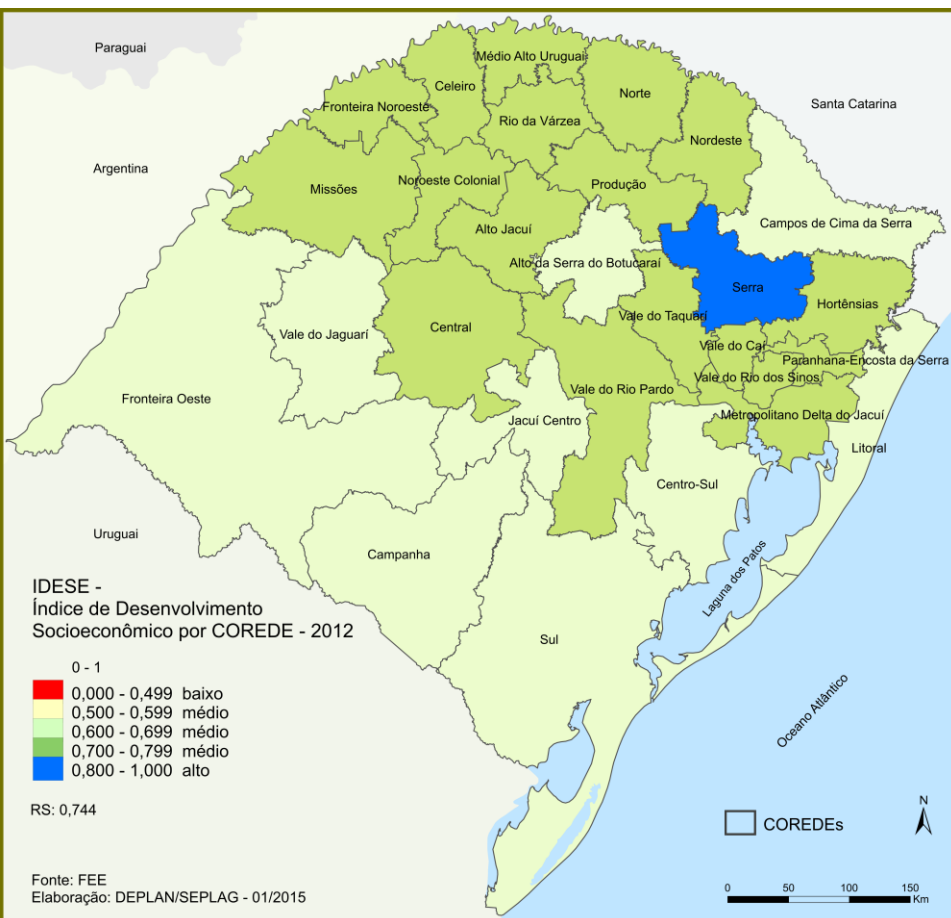 Paraguai
Médio Alto Uruguai
Celeiro
Norte
Santa Catarina
Fronteira Noroeste
Rio da Várzea
Nordeste
Argentina
Noroeste Colonial
Produção
Missões
Campos de Cima da Serra
Alto Jacuí
Alto da Serra do Botucaraí
Serra
Hortênsias
Vale do Taquari
Central
Vale do Jaguarí
Vale do Caí
Paranhana-Encosta da Serra
Vale do Rio dos Sinos
Vale do Rio Pardo
Fronteira Oeste
Metropolitano Delta do Jacuí
Jacuí Centro
Litoral
Centro-Sul
Uruguai
Campanha
Laguna dos Patos
Sul
Oceano Atlântico
IDESE -
Índice de Desenvolvimento
Socioeconômico por COREDE - 2012
0 - 1
0,000 - 0,499 baixo
0,500 - 0,599 médio
0,600 - 0,699 médio
0,700 - 0,799 médio
0,800 - 1,000 alto
RS: 0,744
Fonte: FEE
Elaboração: DEPLAN/SEPLAG - 01/2015
COREDEs
N
0 50 100 150
Km